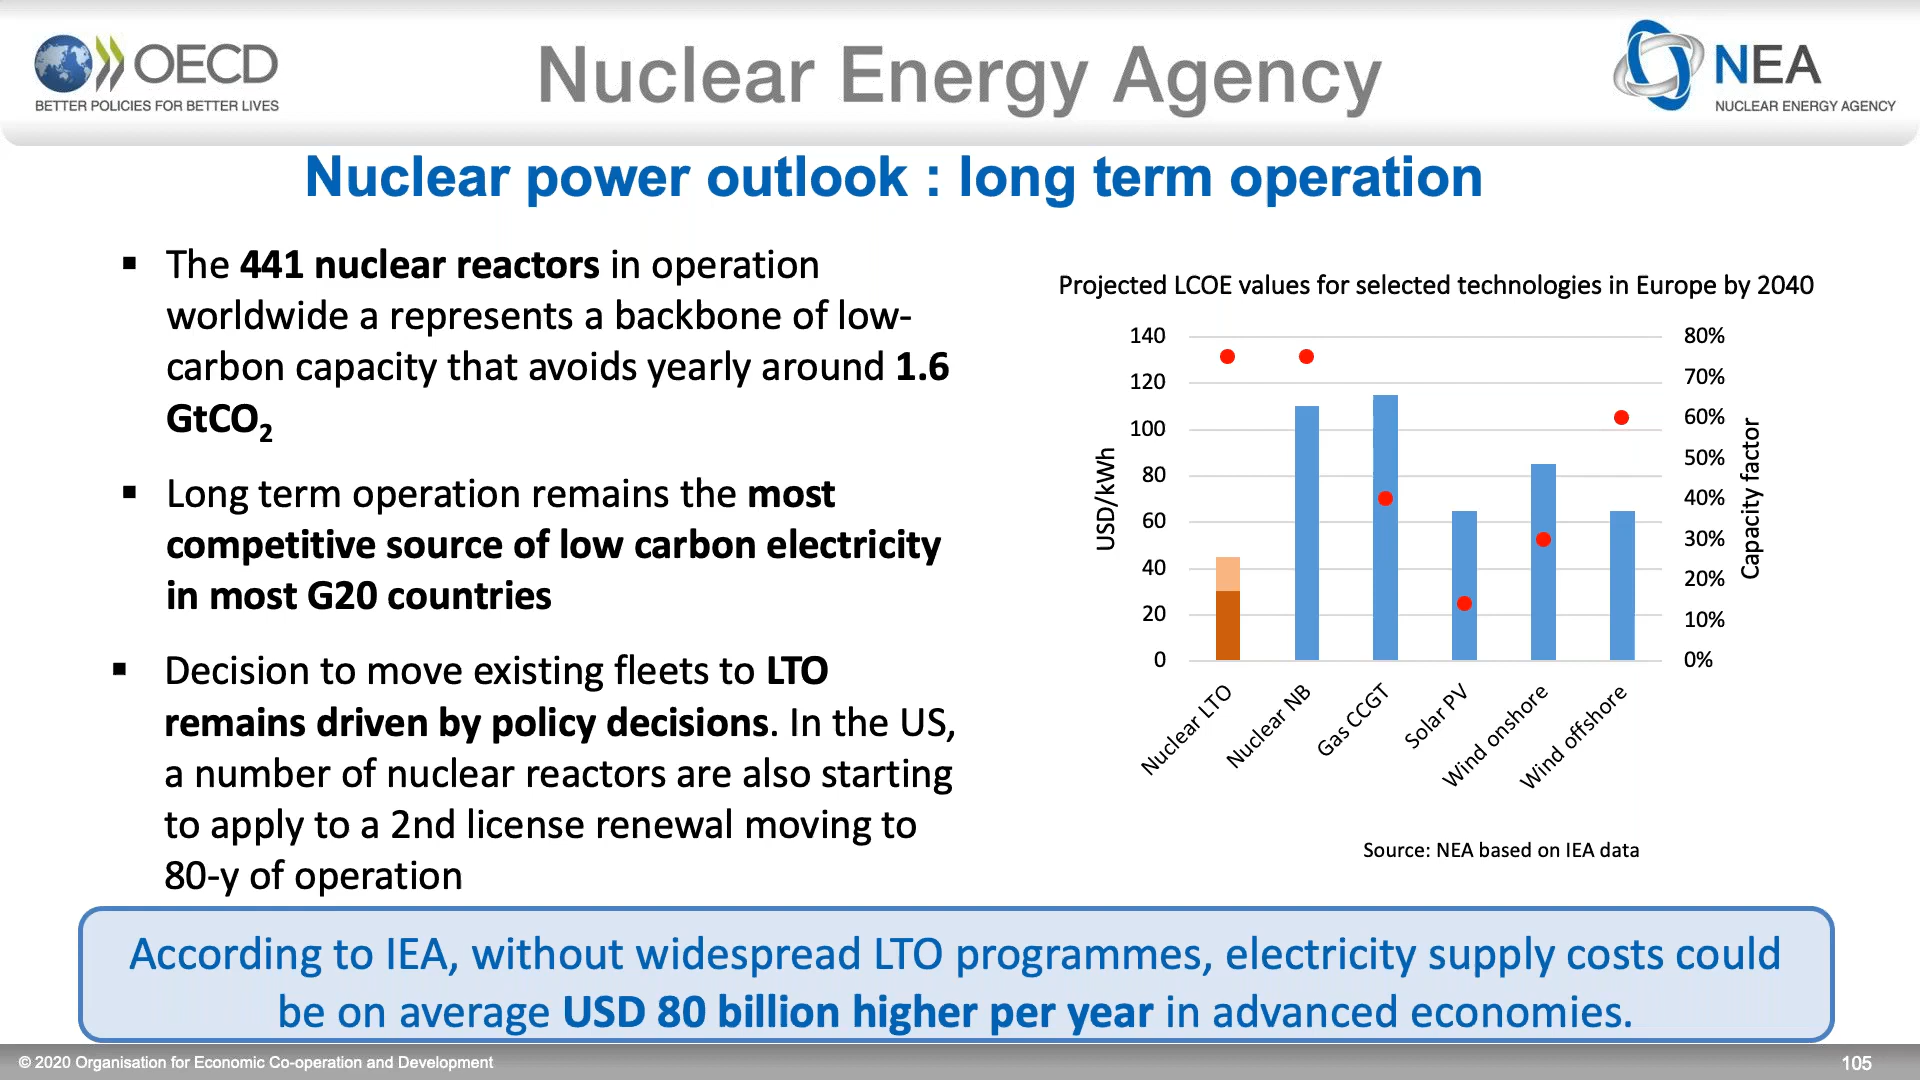 OECD
BETTER POLICIES FOR BETTER LIVES
Nuclear Energy Agency
NEA
NUCLEAR ENERGY AGENCY
Nuclear power outlook : long term operation
▪ The 441 nuclear reactors in operation
worldwide a represents a backbone of low-
carbon capacity that avoids yearly around 1.6
GtCO₂
▪ Long term operation remains the most
competitive source of low carbon electricity
in most G20 countries
▪ Decision to move existing fleets to LTO
remains driven by policy decisions. In the US,
a number of nuclear reactors are also starting
to apply to a 2nd license renewal moving to
80-y of operation
Projected LCOE values for selected technologies in Europe by 2040
140
120
100
80
60
40
20
0
USD/kWh
80%
70%
60%
50%
40%
30%
20%
10%
0%
Capacity factor
Nuclear LTO
Nuclear NB
Gas CCGT
Solar PV
Wind onshore
Wind offshore
Source: NEA based on IEA data
According to IEA, without widespread LTO programmes, electricity supply costs could
be on average USD 80 billion higher per year in advanced economies.
© 2020 Organisation for Economic Co-operation and Development
105